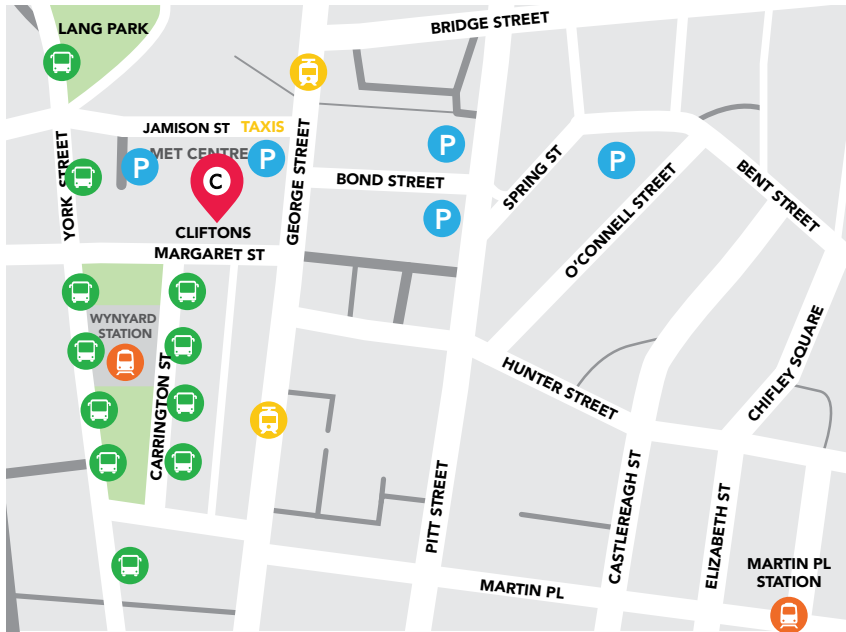 BRIDGE STREET
LANG PARK
JAMISON ST TAXIS
MET CENTRE
P
P
P
P
P
C
CLIFTONS
YORK STREET
GEORGE STREET
BOND STREET
SPRING ST
O'CONNELL STREET
BENT STREET
MARGARET ST
WYNYARD
STATION
CARRINGTON ST
HUNTER STREET
CHIFLEY SQUARE
PITT STREET
CASTLEREAGH ST
ELIZABETH ST
MARTIN PL
MARTIN PL
STATION